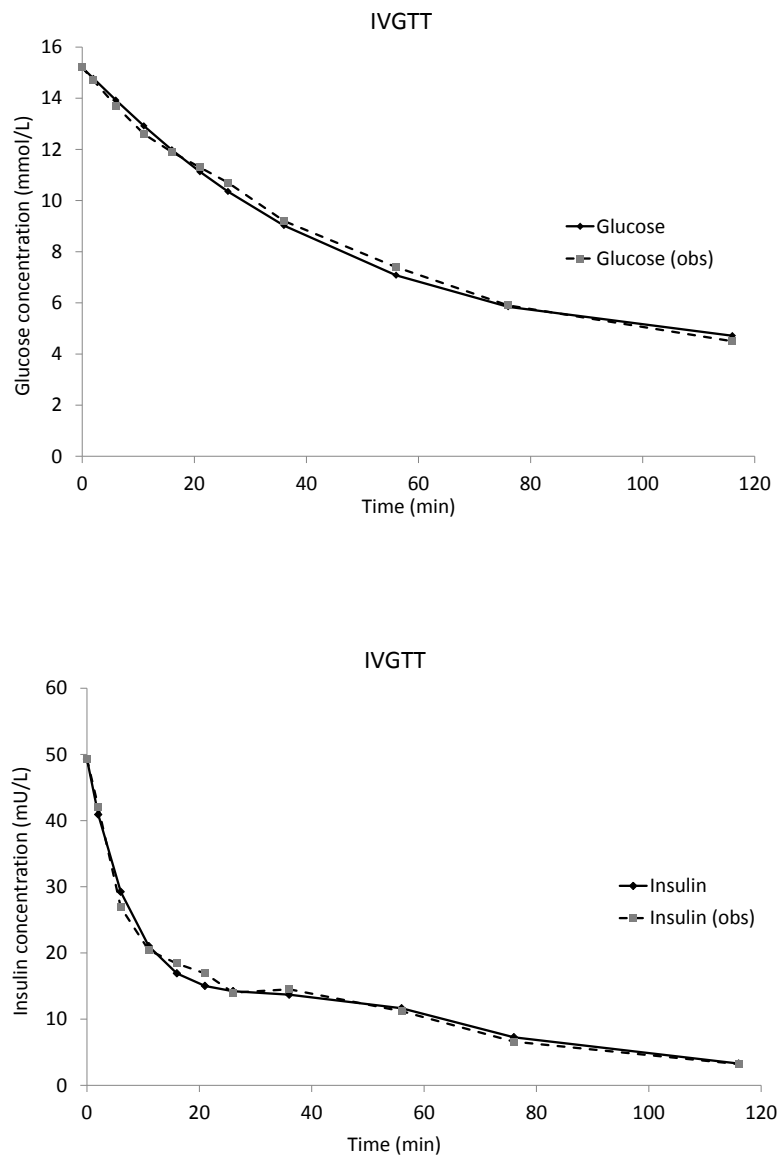 IVGTT
16
14
12
10
8
6
4
2
0
Glucose concentration (mmol/L)
Glucose
Glucose (obs)
0 20 40 60 80 100 120
Time (min)
IVGTT
60
50
40
30
20
10
0
Insulin concentration (mU/L)
Insulin
Insulin (obs)
0 20 40 60 80 100 120
Time (min)